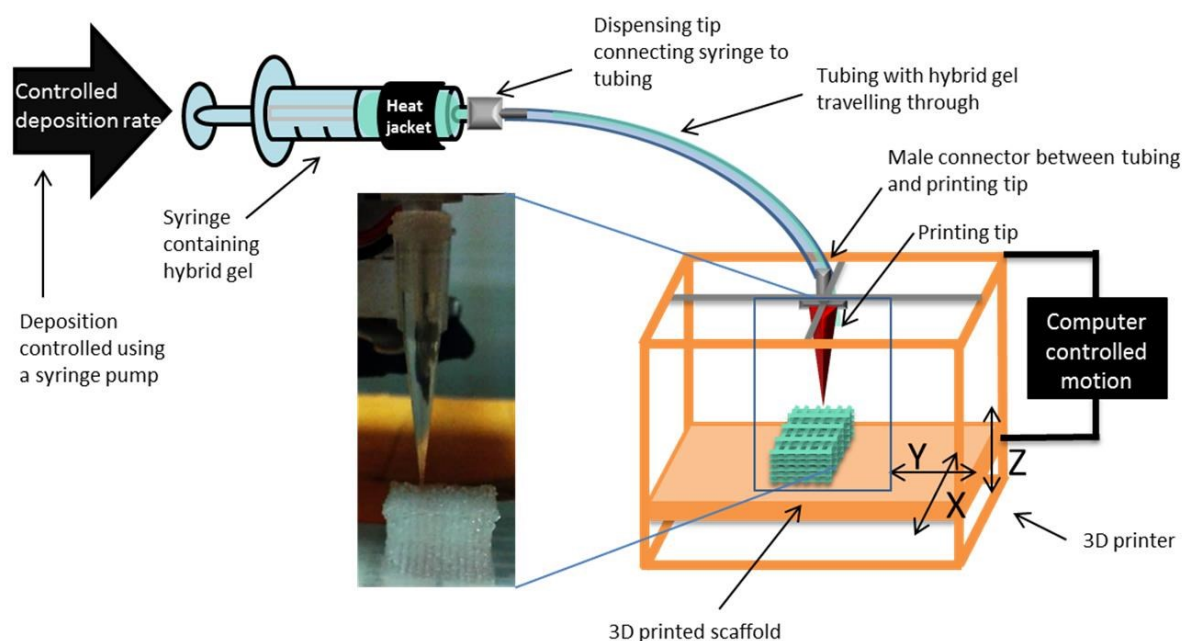 Controlled
deposition rate
Heat
jacket
Dispensing tip
connecting syringe to
tubing
Tubing with hybrid gel
travelling through
Male connector between tubing
and printing tip
Printing tip
Syringe
containing
hybrid gel
Deposition
controlled using
a syringe pump
Computer
controlled
motion
Y
X
Z
3D printer
3D printed scaffold